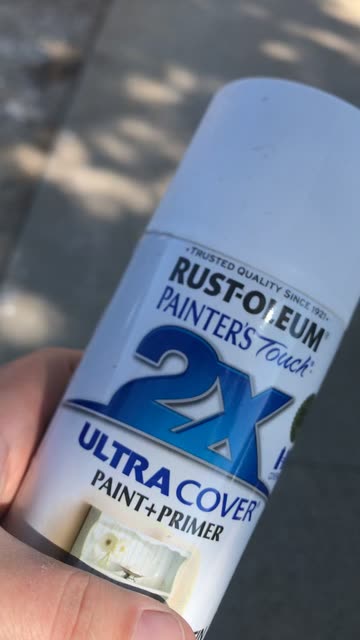 • TRUSTED QUALITY SINCE 1921 •
RUST-OLEUM®
PAINTER'S Touch®
2X
ULTRA COVER®
PAINT+PRIMER